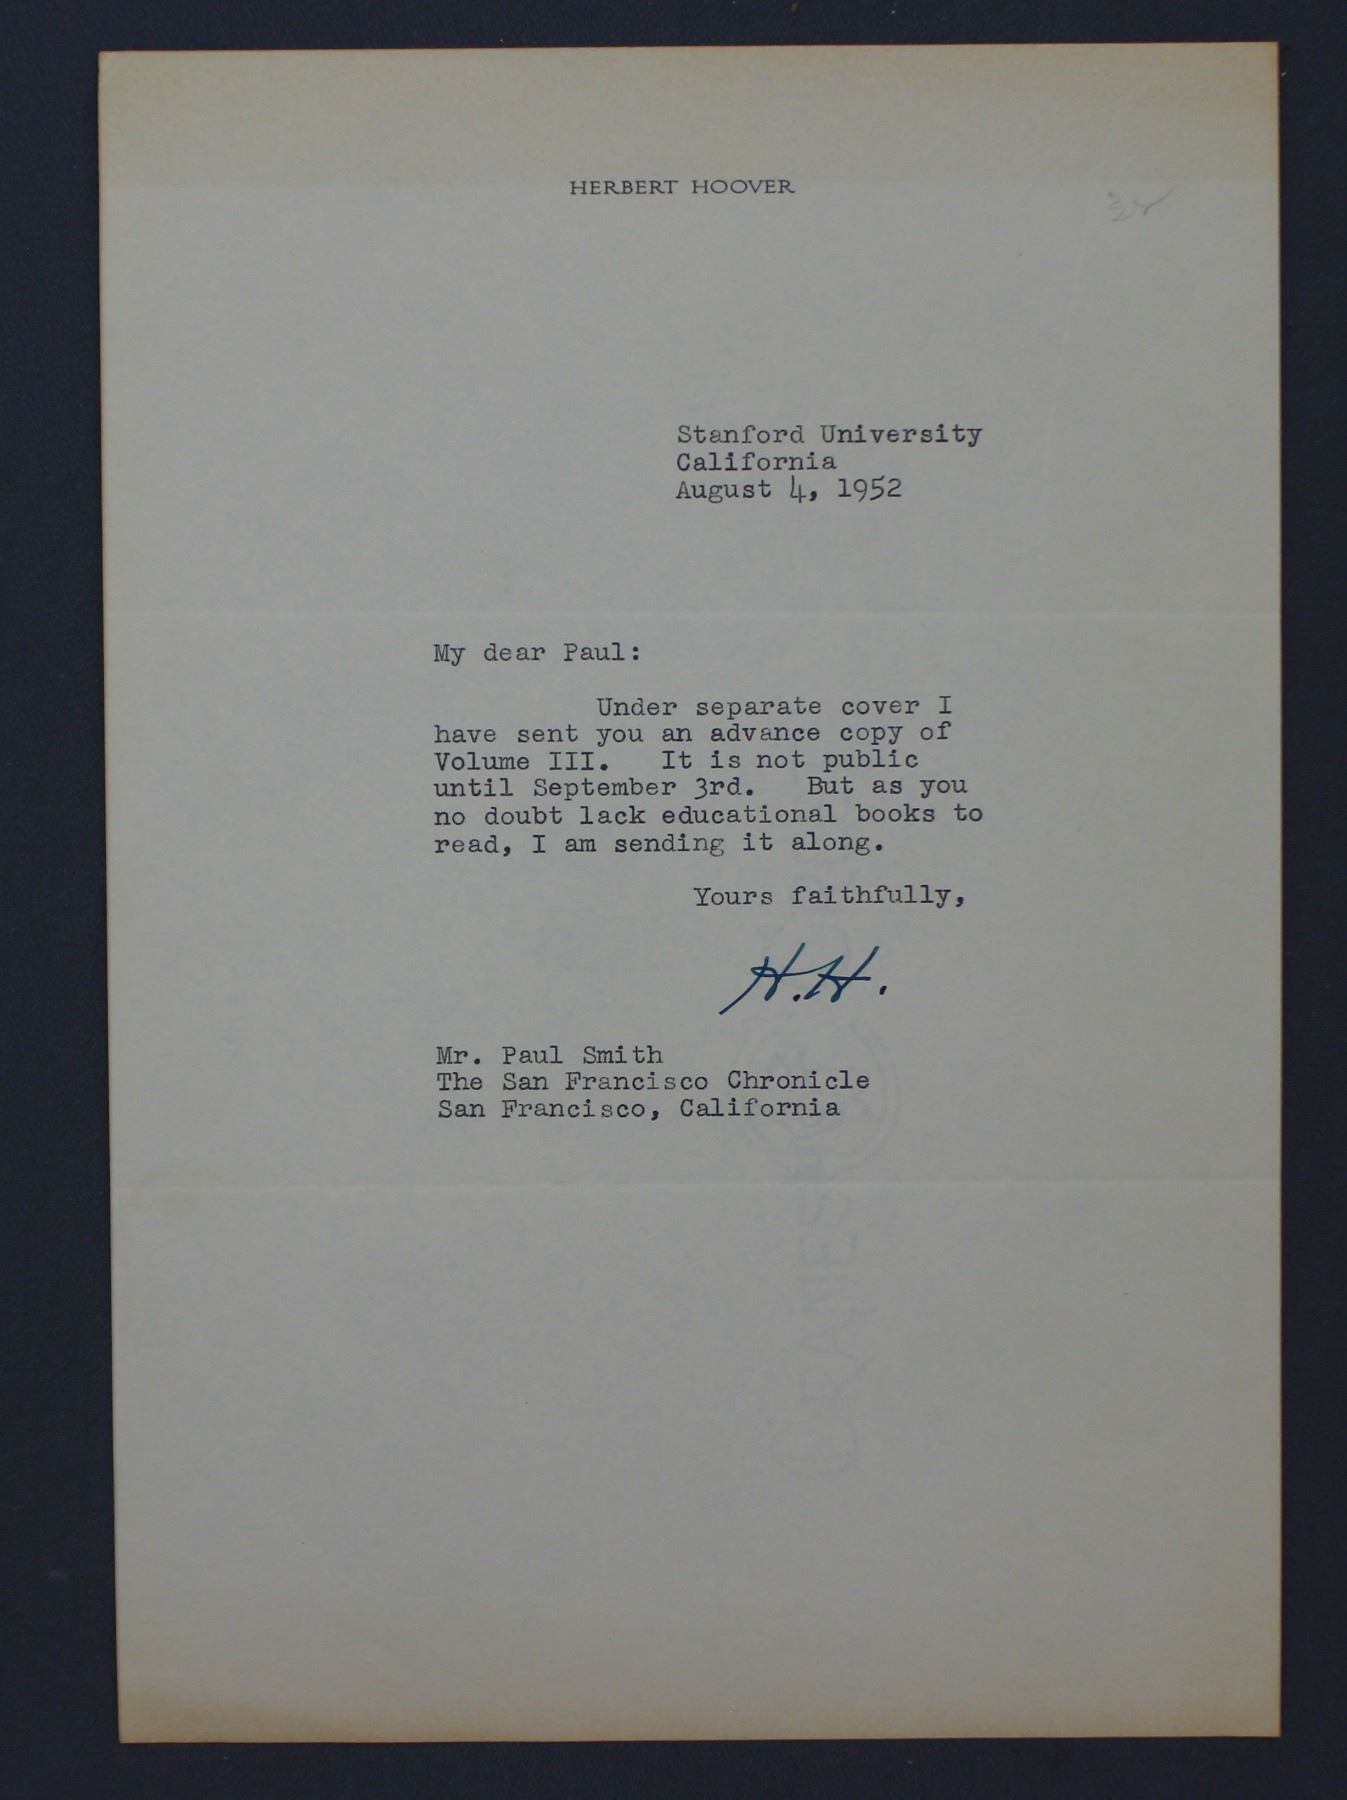 HERBERT HOOVER
32
Stanford University
California
August 4, 1952
My dear Paul:
Under separate cover I
have sent you an advance copy of
Volume III. It is not public
until September 3rd. But as you
no doubt lack educational books to
read, I am sending it along.
Yours faithfully,
H.H.
Mr. Paul Smith
The San Francisco Chronicle
San Francisco, California
CRANE'S